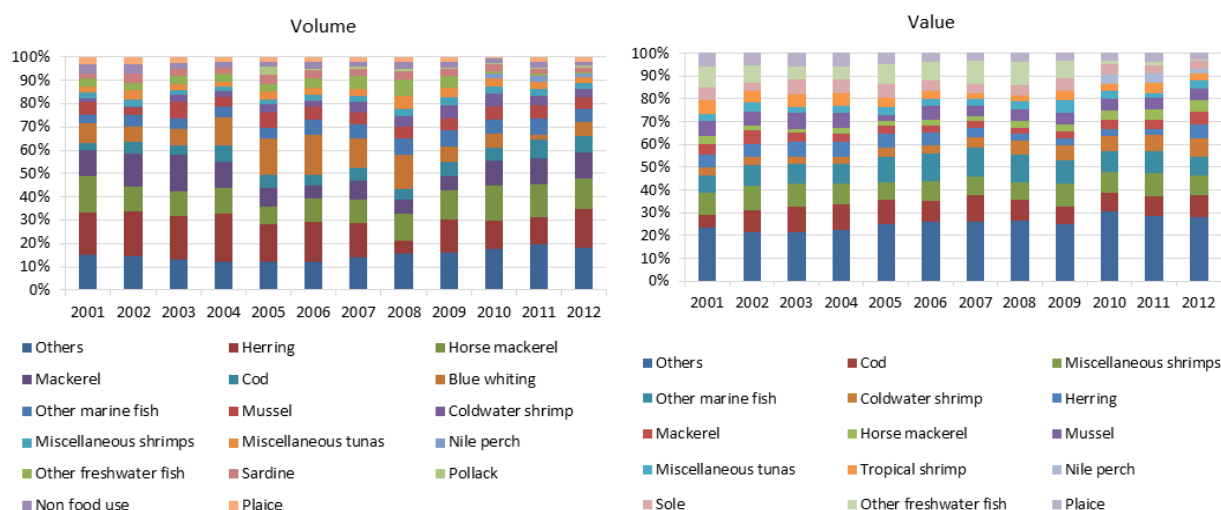 Volume
100%
90%
80%
70%
60%
50%
40%
30%
20%
10%
0%
2001 2002 2003 2004 2005 2006 2007 2008 2009 2010 2011 2012
Others Herring Horse mackerel
Mackerel Cod Blue whiting
Other marine fish Mussel Coldwater shrimp
Miscellaneous shrimps Miscellaneous tunas Nile perch
Other freshwater fish Sardine Pollack
Non food use Plaice
Value
100%
90%
80%
70%
60%
50%
40%
30%
20%
10%
0%
2001 2002 2003 2004 2005 2006 2007 2008 2009 2010 2011 2012
Others Cod Miscellaneous shrimps
Other marine fish Coldwater shrimp Herring
Mackerel Horse mackerel Mussel
Miscellaneous tunas Tropical shrimp Nile perch
Sole Other freshwater fish Plaice